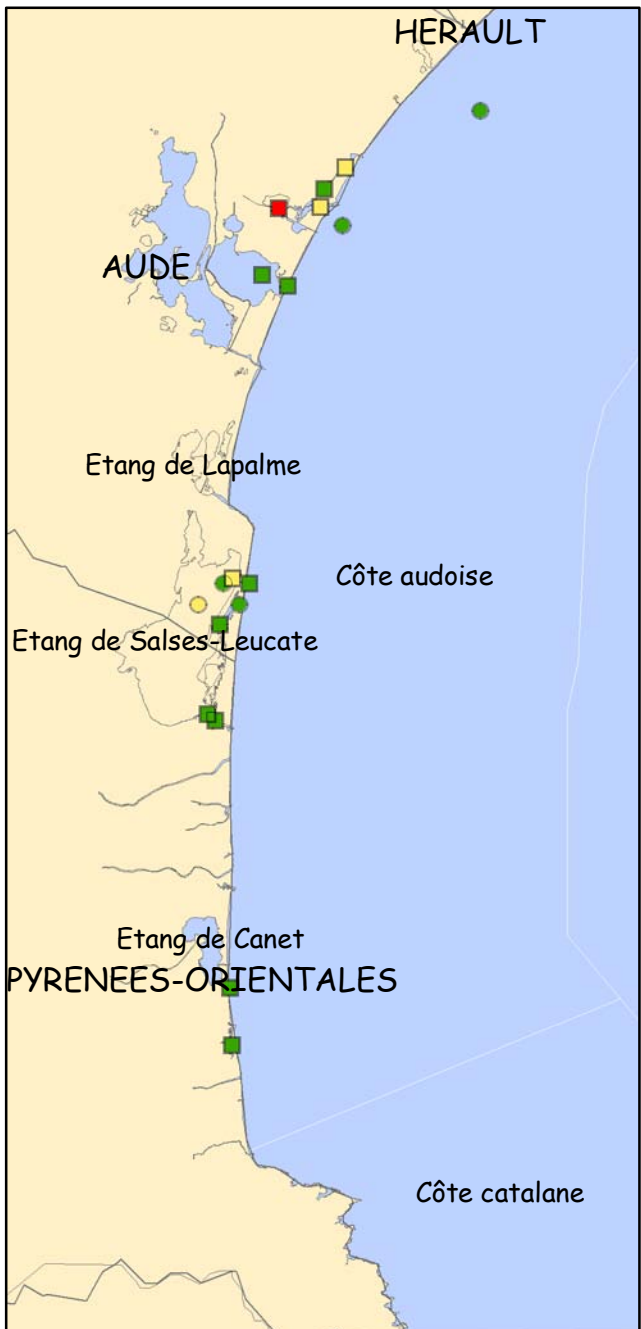 HERAULT
AUDE
Etang de Lapalme
Côte audoise
Etang de Salses-Leucate
Etang de Canet
PYRENEES-ORIENTALES
Côte catalane